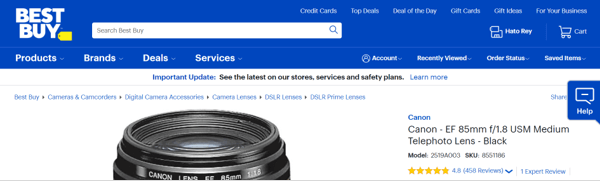 BEST BUY
Credit Cards Top Deals Deal of the Day Gift Cards Gift Ideas For Your Business
Search Best Buy
Hato Rey Cart
Products Brands Deals Services Account Recently Viewed Order Status Saved Items
Important Update: See the latest on our stores, services and safety plans. Learn more
Best Buy › Cameras & Camcorders › Digital Camera Accessories › Camera Lenses › DSLR Lenses › DSLR Prime Lenses
Share
Help
Canon
Canon - EF 85mm f/1.8 USM Medium
Telephoto Lens - Black
Model: 2519A003 SKU: 8551186
4.8 (458 Reviews) 1 Expert Review
CANON LENS EF 85mm 1:1.8